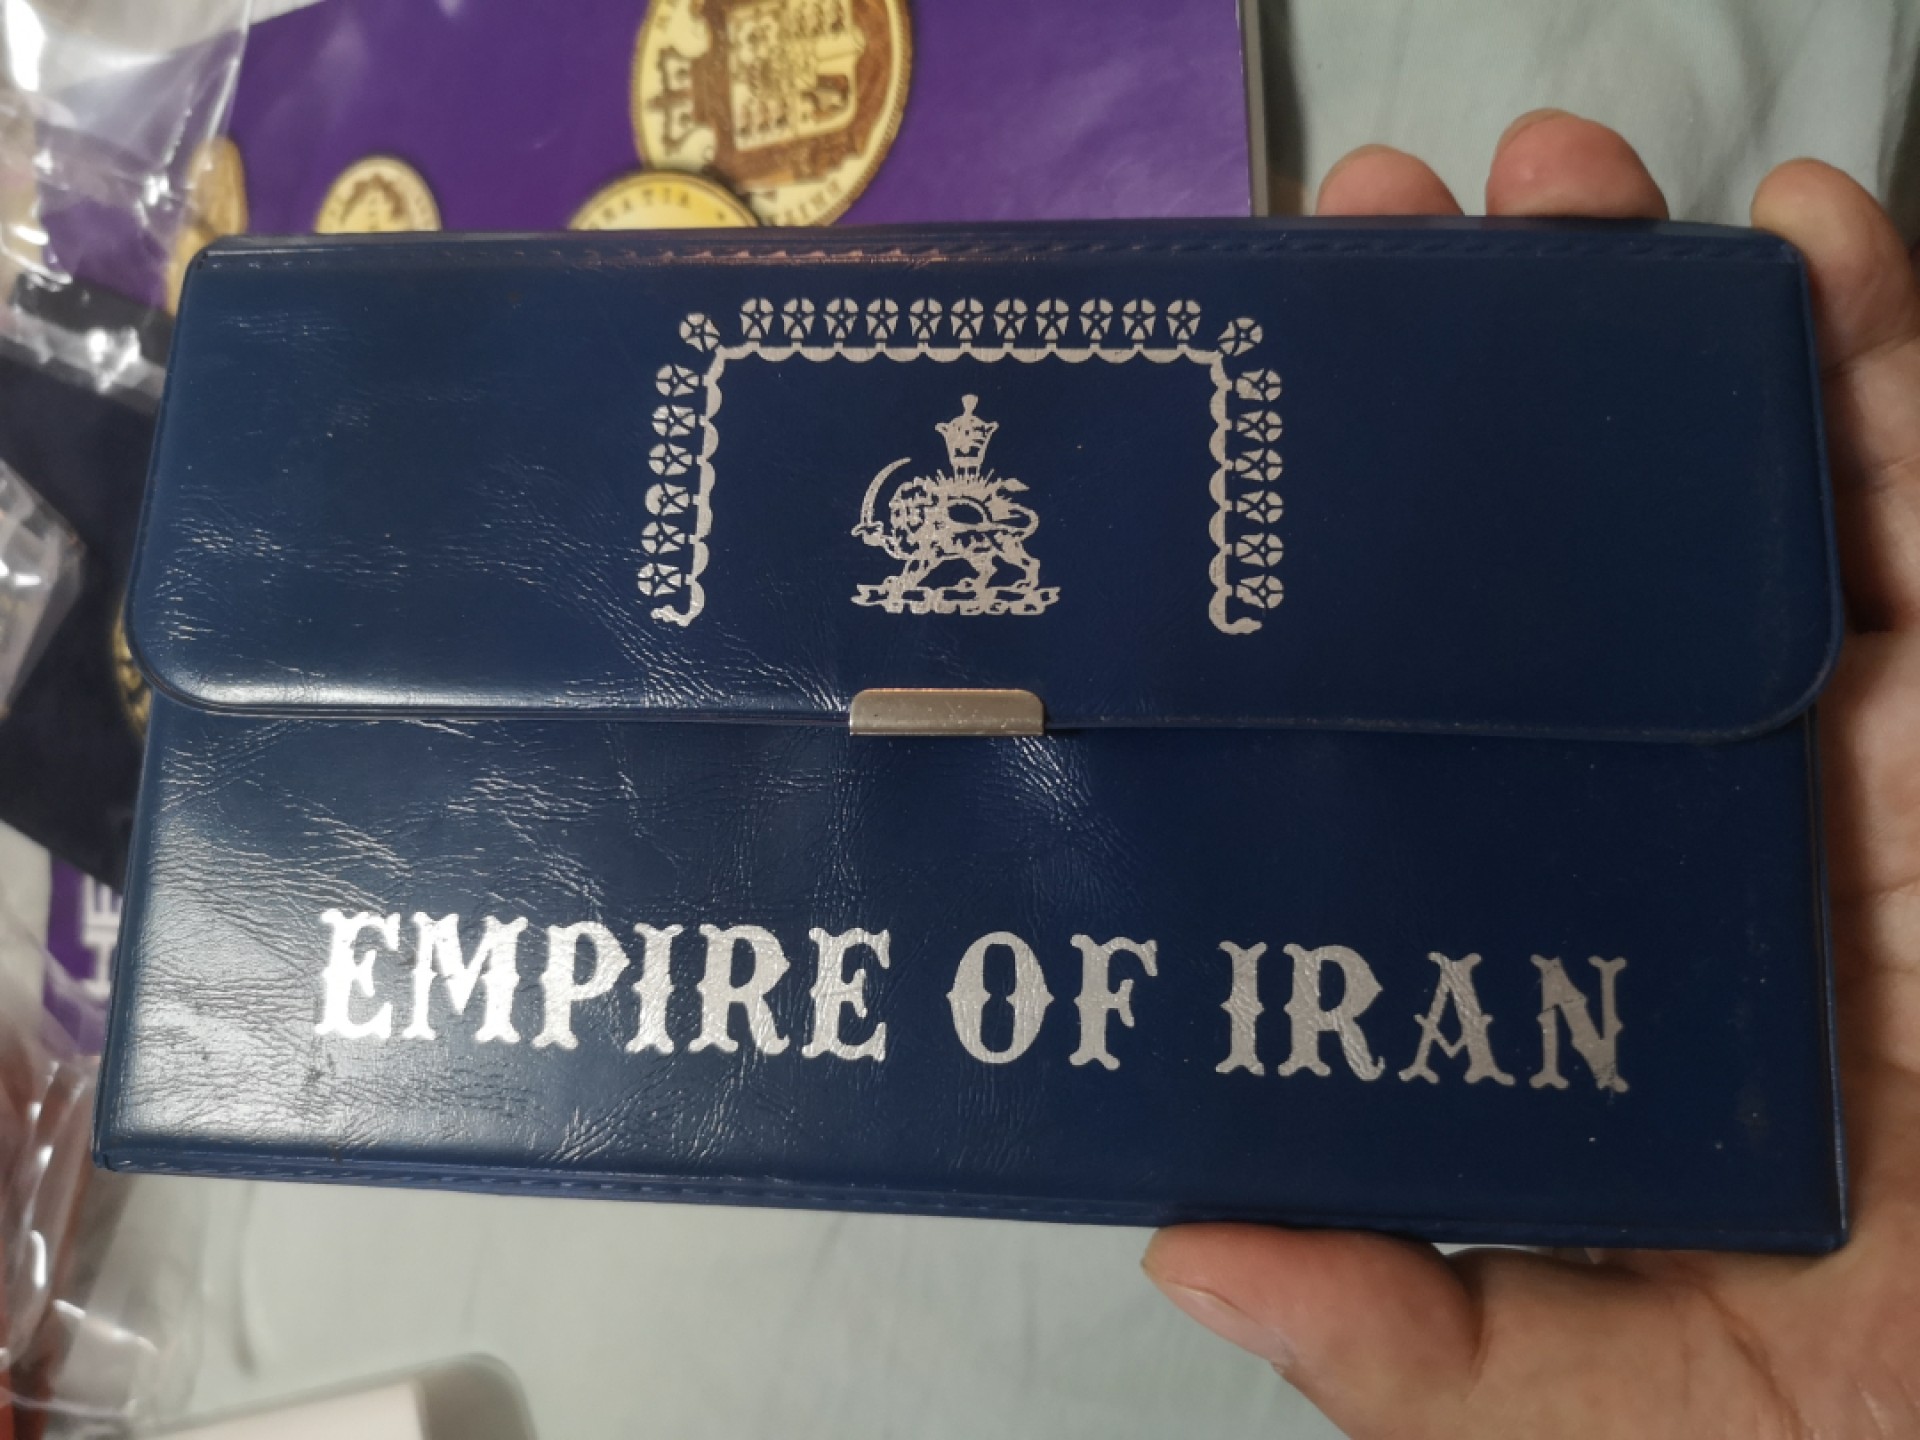 EMPIRE OF IRAN